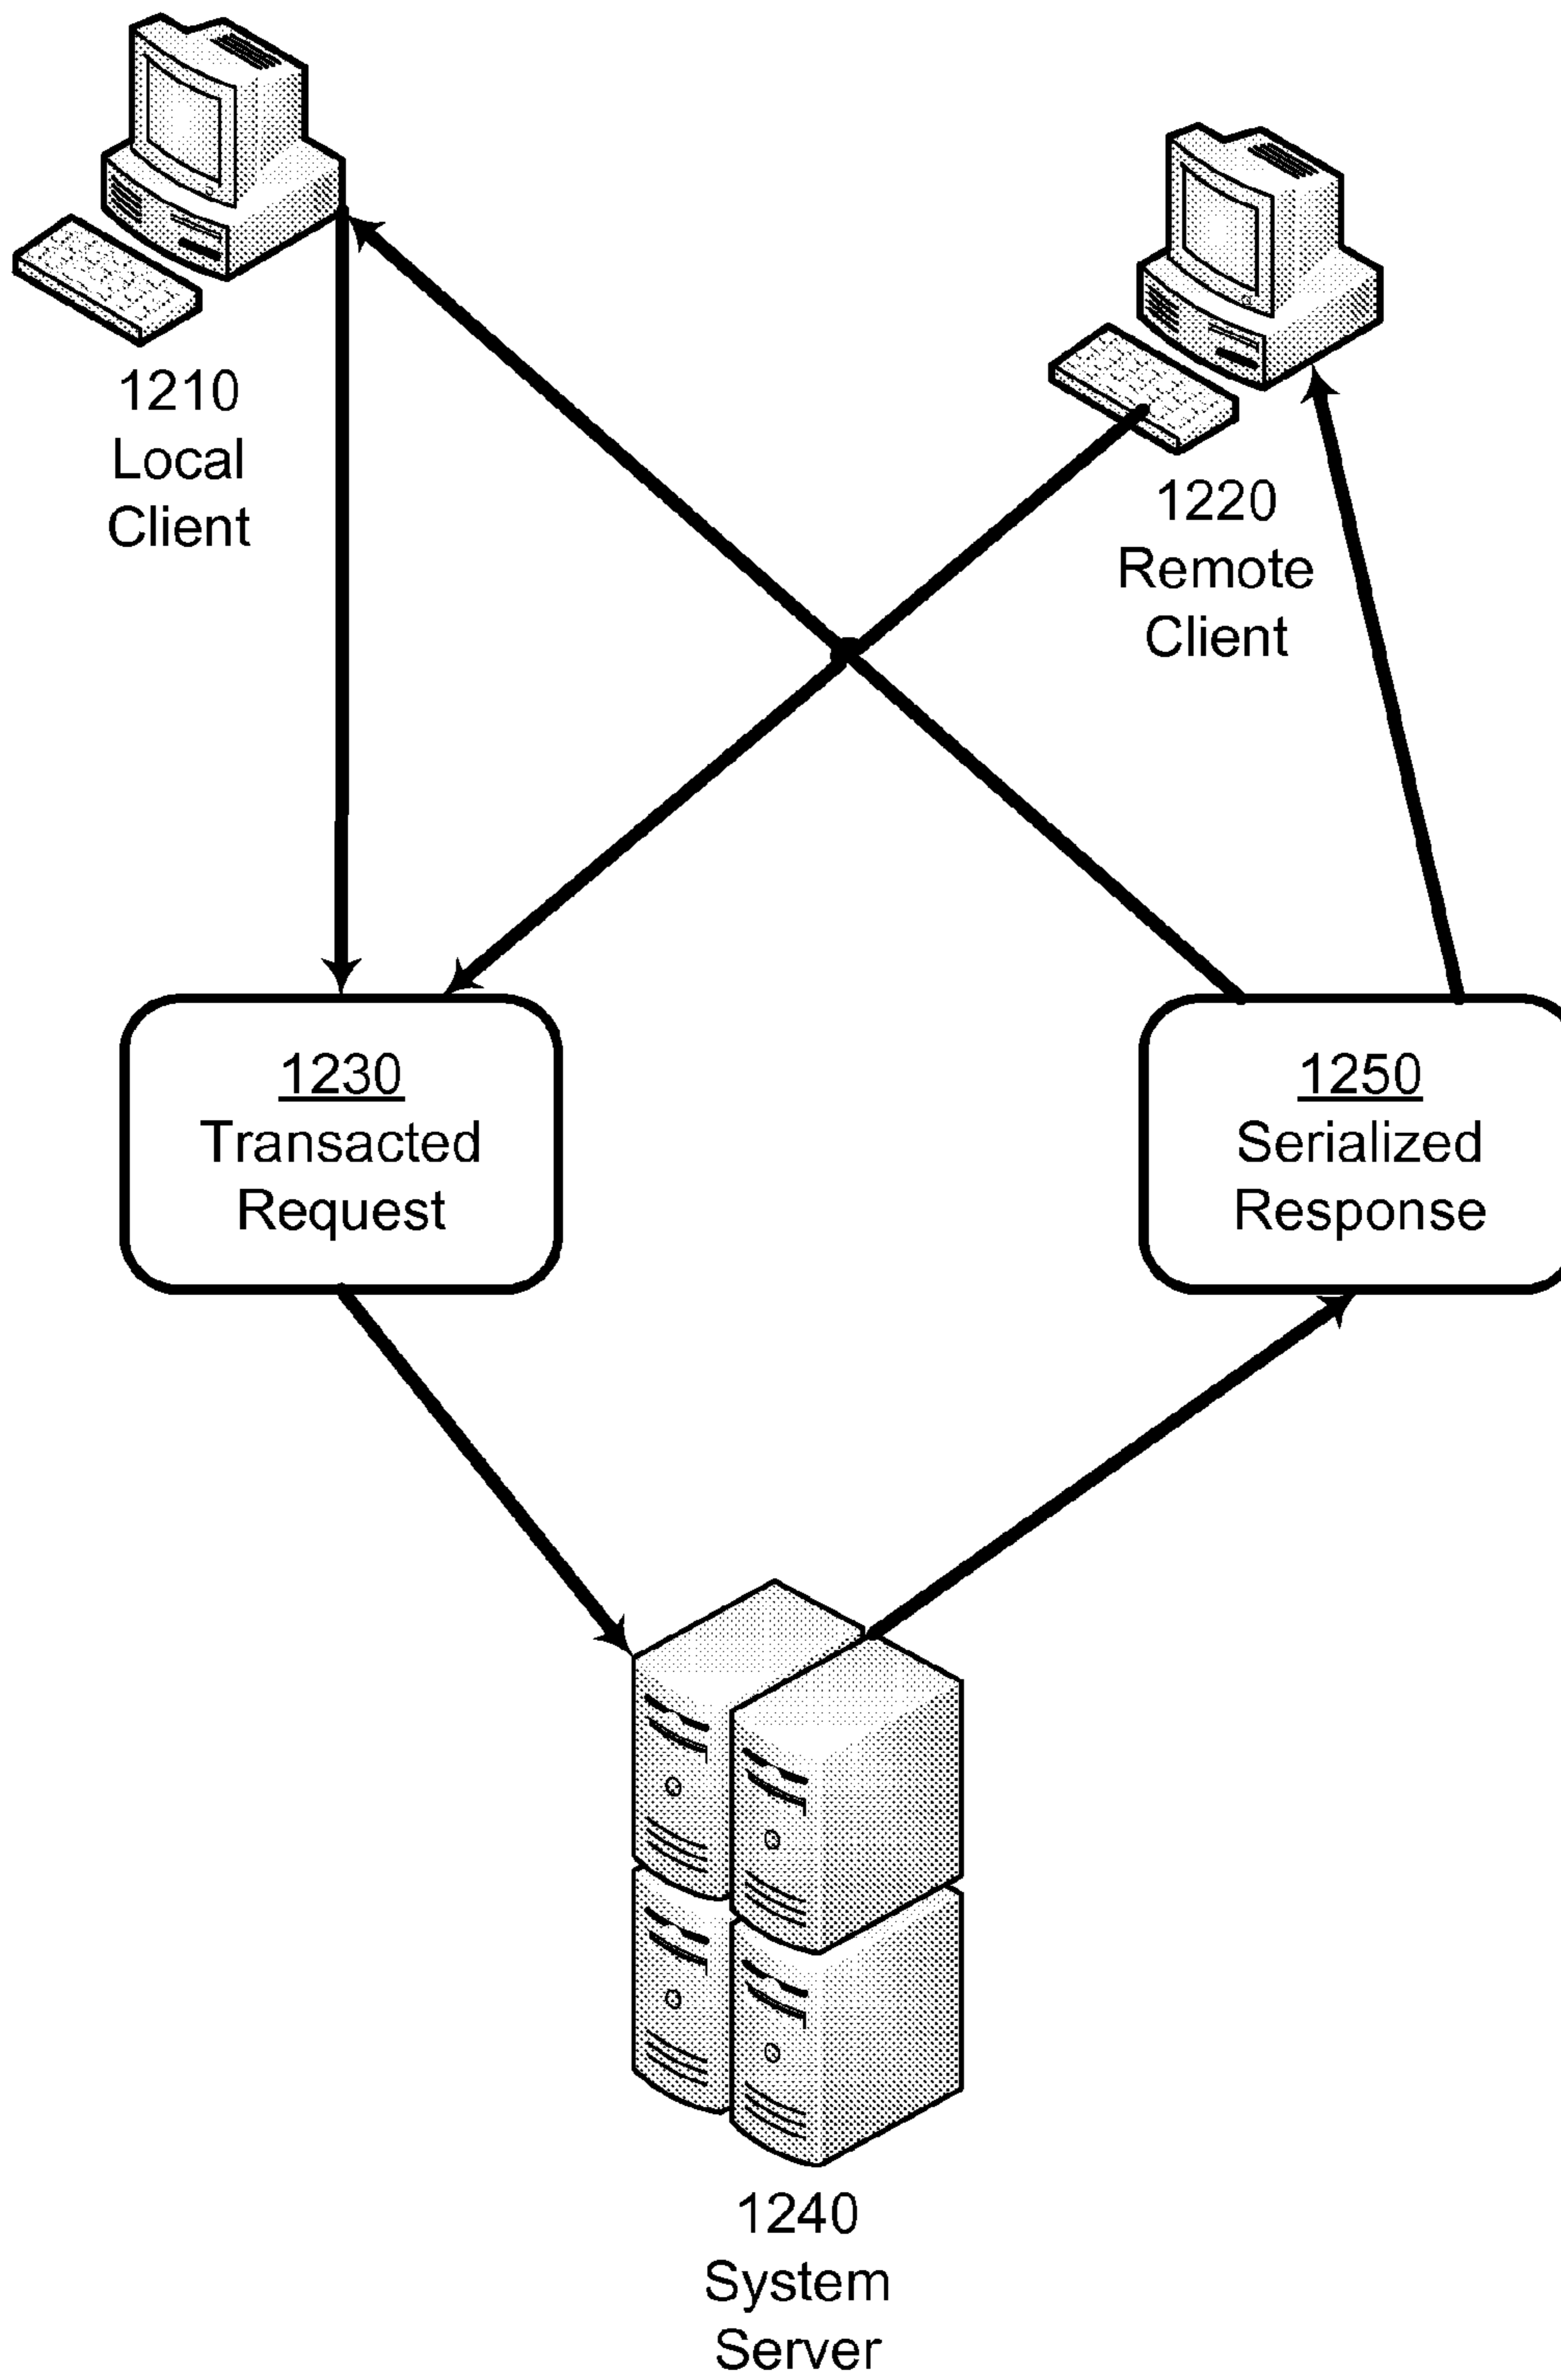 1210
Local
Client
1220
Remote
Client
1230
Transacted
Request
1250
Serialized
Response
1240
System
Server